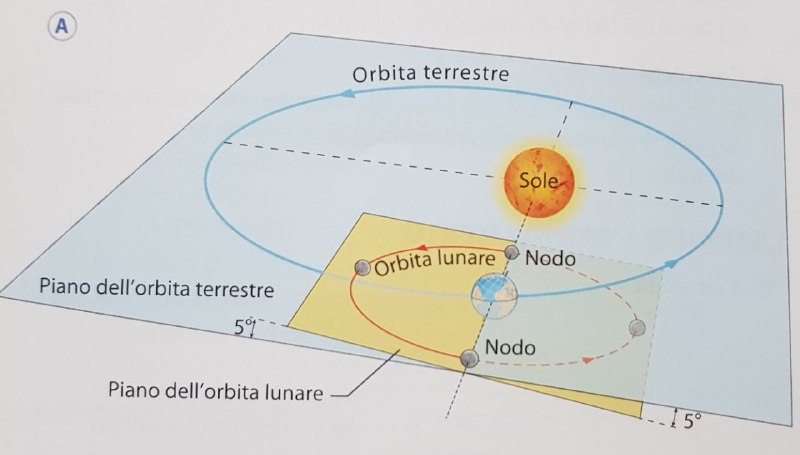 A
Orbita terrestre
Sole
Orbita lunare
Nodo
Piano dell'orbita terrestre
5°
Nodo
Piano dell'orbita lunare
5°